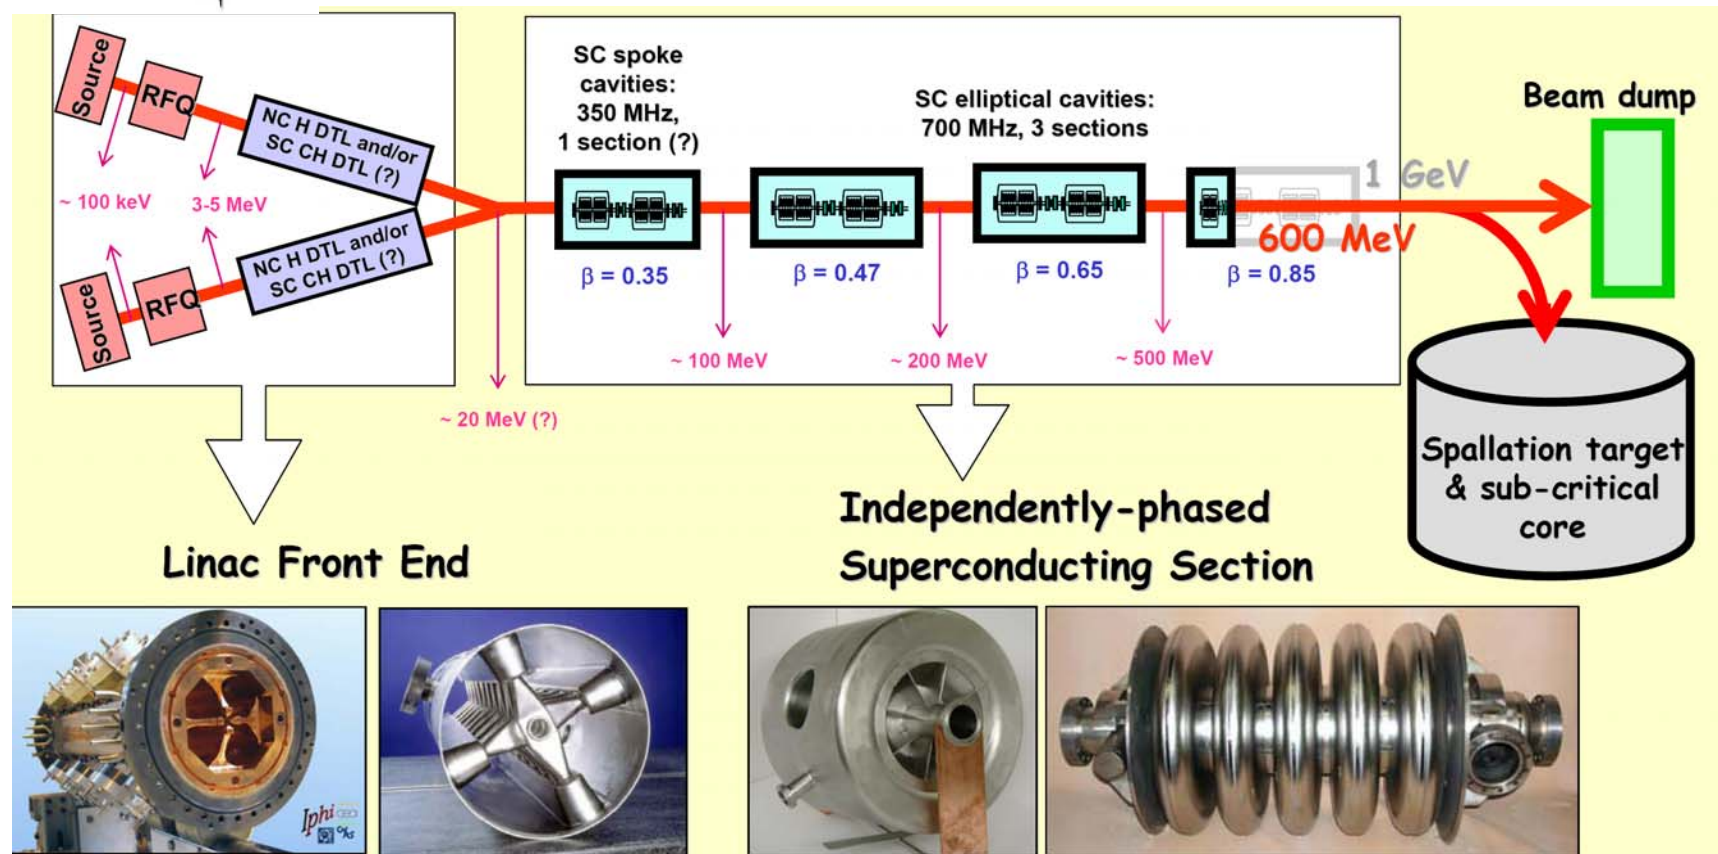 Source
RFQ
NC H DTL and/or
SC CH DTL (?)
~ 100 keV
3-5 MeV
NC H DTL and/or
SC CH DTL (?)
Source
RFQ
~ 20 MeV (?)
SC spoke
cavities:
350 MHz,
1 section (?)
SC elliptical cavities:
700 MHz, 3 sections
β = 0.35
β = 0.47
β = 0.65
β = 0.85
~ 100 MeV
~ 200 MeV
~ 500 MeV
1 GeV
600 MeV
Beam dump
Spallation target
& sub-critical
core
Linac Front End
Independently-phased
Superconducting Section
Iphi